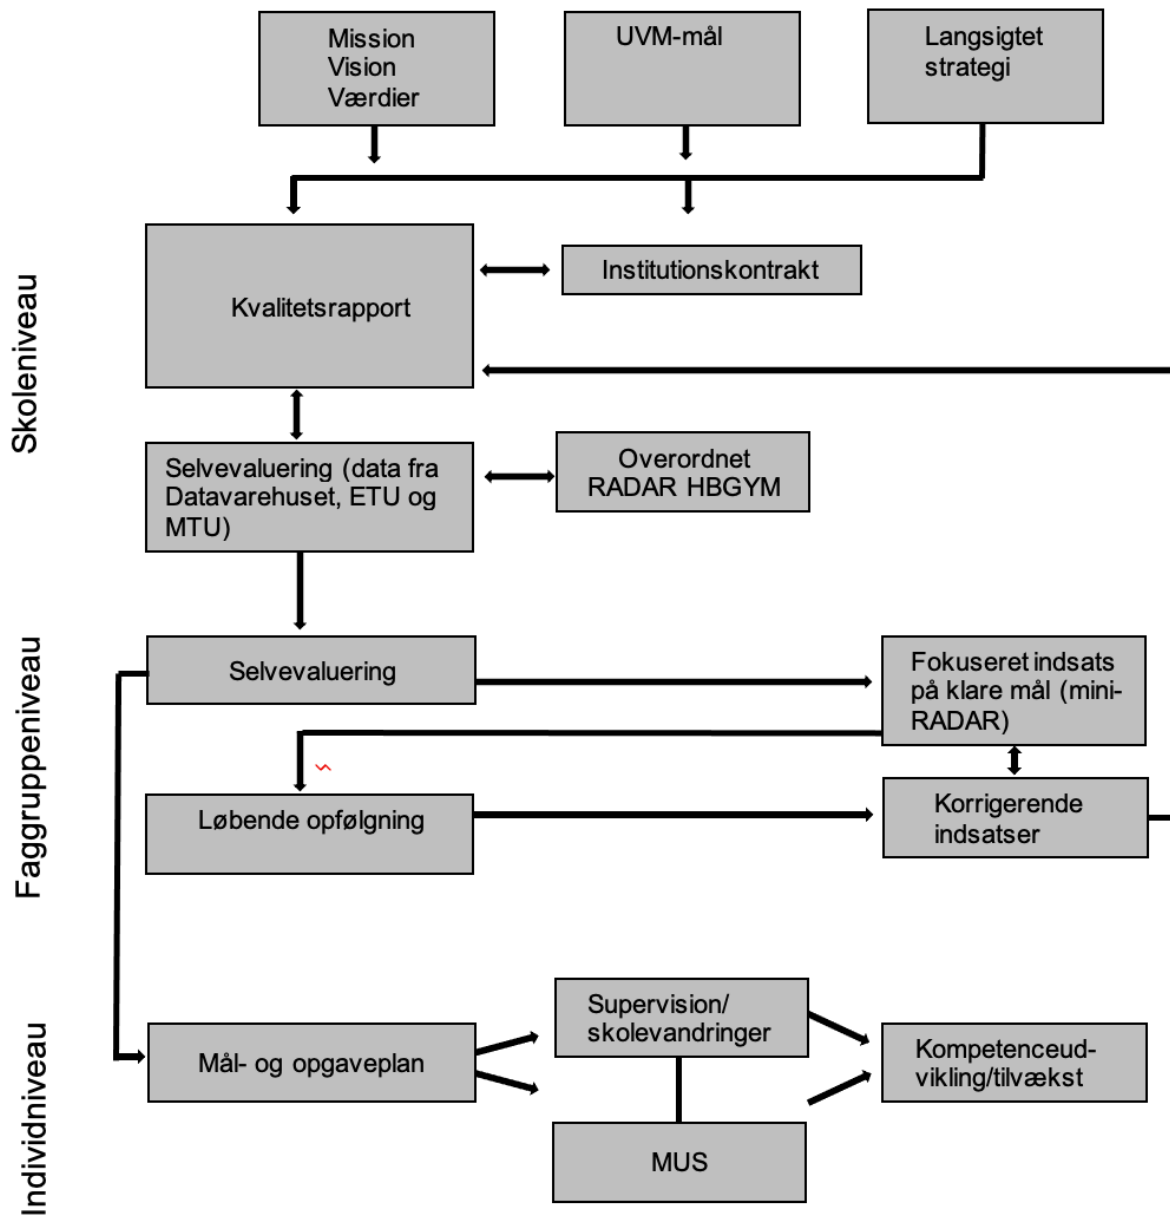 Mission
Vision
Værdier
UVM-mål
Langsigtet
strategi
Skoleniveau
Kvalitetsrapport
Institutionskontrakt
Selvevaluering (data fra
Datavarehuset, ETU og
MTU)
Overordnet
RADAR HBGYM
Faggruppeniveau
Selvevaluering
Fokuseret indsats
på klare mål (mini-
RADAR)
Løbende opfølgning
Korrigerende
indsatser
Individniveau
Mål- og opgaveplan
Supervision/
skolevandringer
MUS
Kompetenceud-
vikling/tilvækst